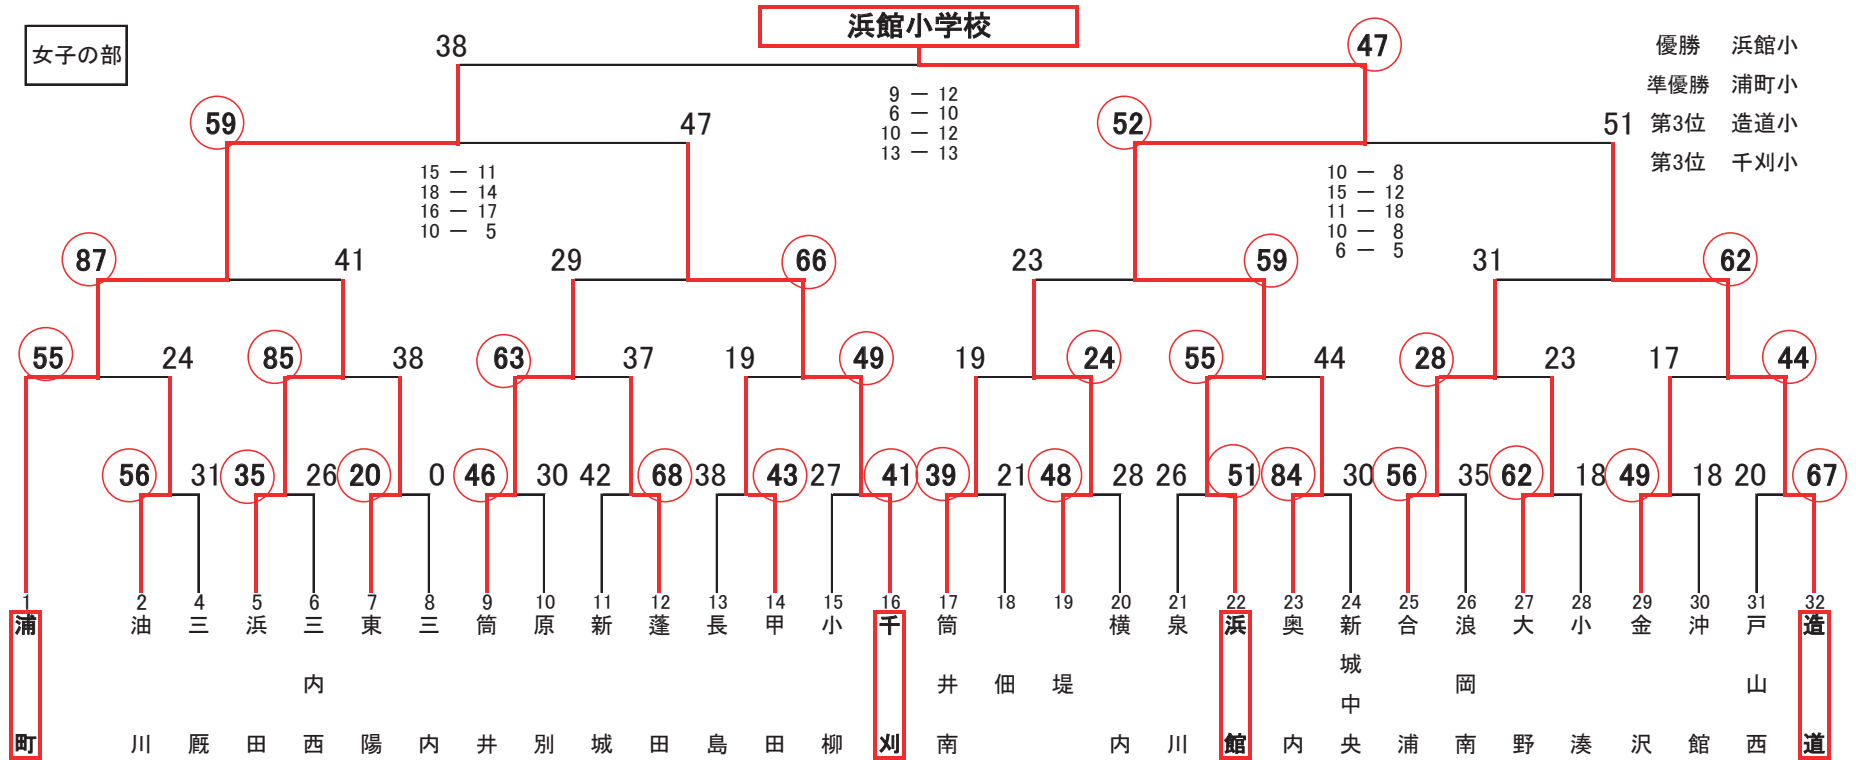 浜館小学校
女子の部
38
47
優勝 浜館小
準優勝 浦町小
第3位 造道小
第3位 千刈小
9 － 12
6 － 10
10 － 12
13 － 13
59
47
52
51
15 － 11
18 － 14
16 － 17
10 － 5
10 － 8
15 － 12
11 － 18
10 － 8
6 － 5
87 41 29 66 23 59 31 62
55 24 85 38 63 37 19 49 19 24 55 44 28 23 17 44
56 31 35 26 20 0 46 30 42 68 38 43 27 41 39 21 48 28 26 51 84 30 56 35 62 18 49 18 20 67
1 浦町
2 油川
4 三厩
5 浜田
6 三内西
7 東陽
8 三内
9 筒井
10 原別
11 新城
12 蓬田
13 長島
14 甲田
15 小柳
16 千刈
17 筒井南
18 佃
19 堤
20 横内
21 泉川
22 浜館
23 奥内
24 新城中央
25 合浦
26 浪岡南
27 大野
28 小湊
29 金沢
30 沖館
31 戸山西
32 造道